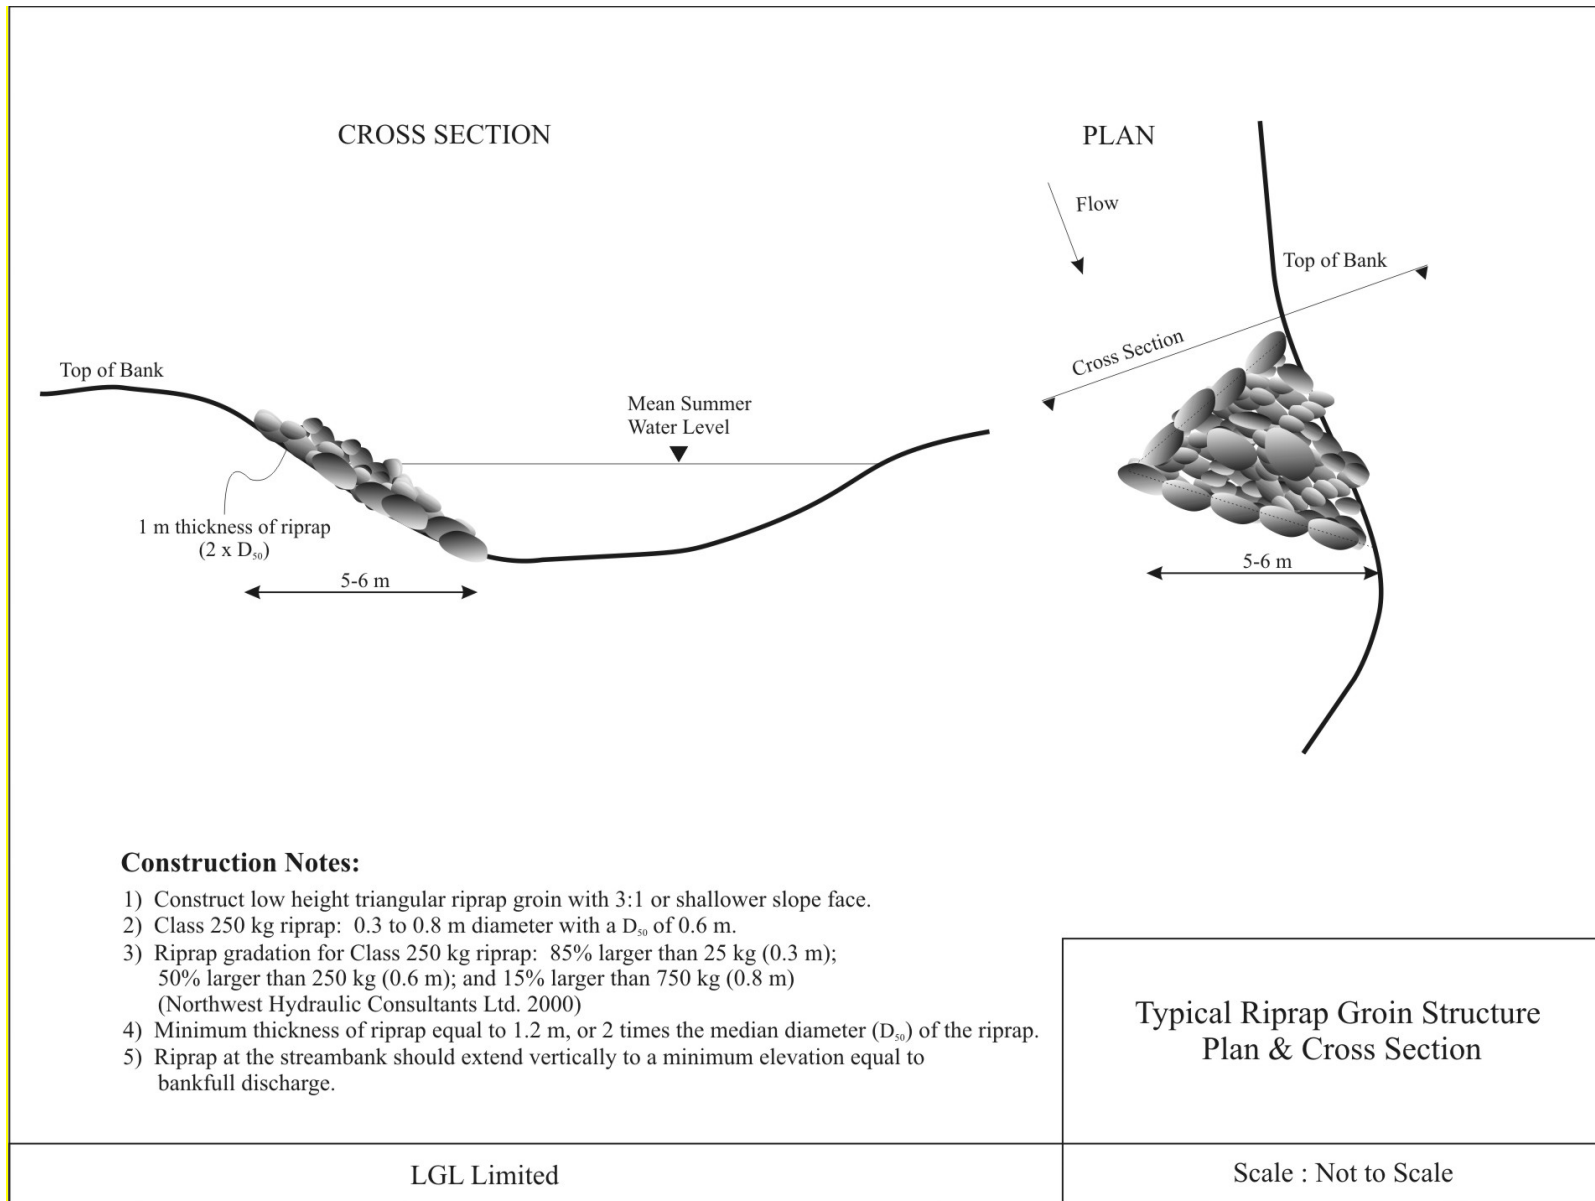 CROSS SECTION
PLAN
Flow
Top of Bank
Cross Section
Top of Bank
Mean Summer
Water Level
1 m thickness of riprap
(2 x D₅₀)
5-6 m
5-6 m
Construction Notes:
1) Construct low height triangular riprap groin with 3:1 or shallower slope face.
2) Class 250 kg riprap: 0.3 to 0.8 m diameter with a D₅₀ of 0.6 m.
3) Riprap gradation for Class 250 kg riprap: 85% larger than 25 kg (0.3 m);
50% larger than 250 kg (0.6 m); and 15% larger than 750 kg (0.8 m)
(Northwest Hydraulic Consultants Ltd. 2000)
4) Minimum thickness of riprap equal to 1.2 m, or 2 times the median diameter (D₅₀) of the riprap.
5) Riprap at the streambank should extend vertically to a minimum elevation equal to
bankfull discharge.
Typical Riprap Groin Structure
Plan & Cross Section
LGL Limited
Scale : Not to Scale